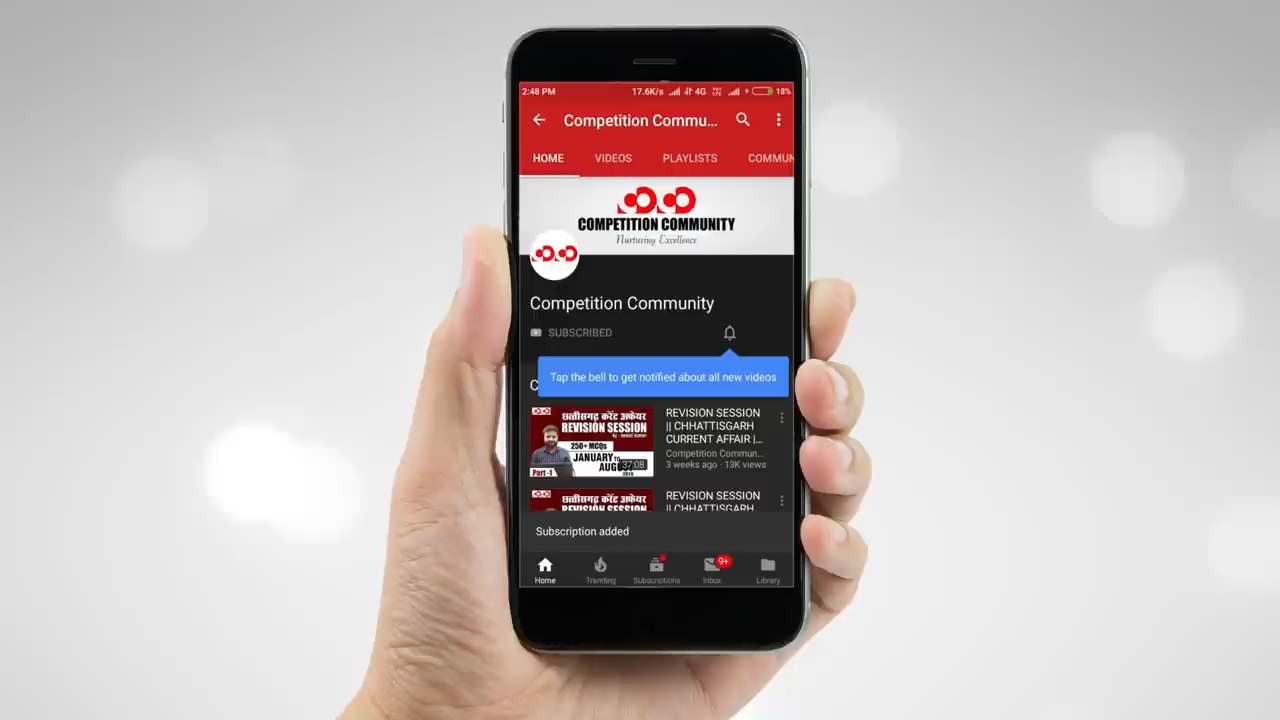 2:48 PM
17.6K/s
4G
VoLTE
18%
Competition Commu...
HOME
VIDEOS
PLAYLISTS
COMMUN
COMPETITION COMMUNITY
Nurturing Excellence
Competition Community
SUBSCRIBED
Tap the bell to get notified about all new videos
C
छत्तीसगढ़ करेंट अफेयर
REVISION SESSION
250+ MCQs
JANUARY TO
AUGUST
37:08
Part -1
REVISION SESSION
|| CHHATTISGARH
CURRENT AFFAIR |...
Competition Commun...
3 weeks ago · 13K views
छत्तीसगढ़ करेंट अफेयर
REVISION SESSION
REVISION SESSION
|| CHHATTISGARH
Subscription added
9+
Home
Trending
Subscriptions
Inbox
Library